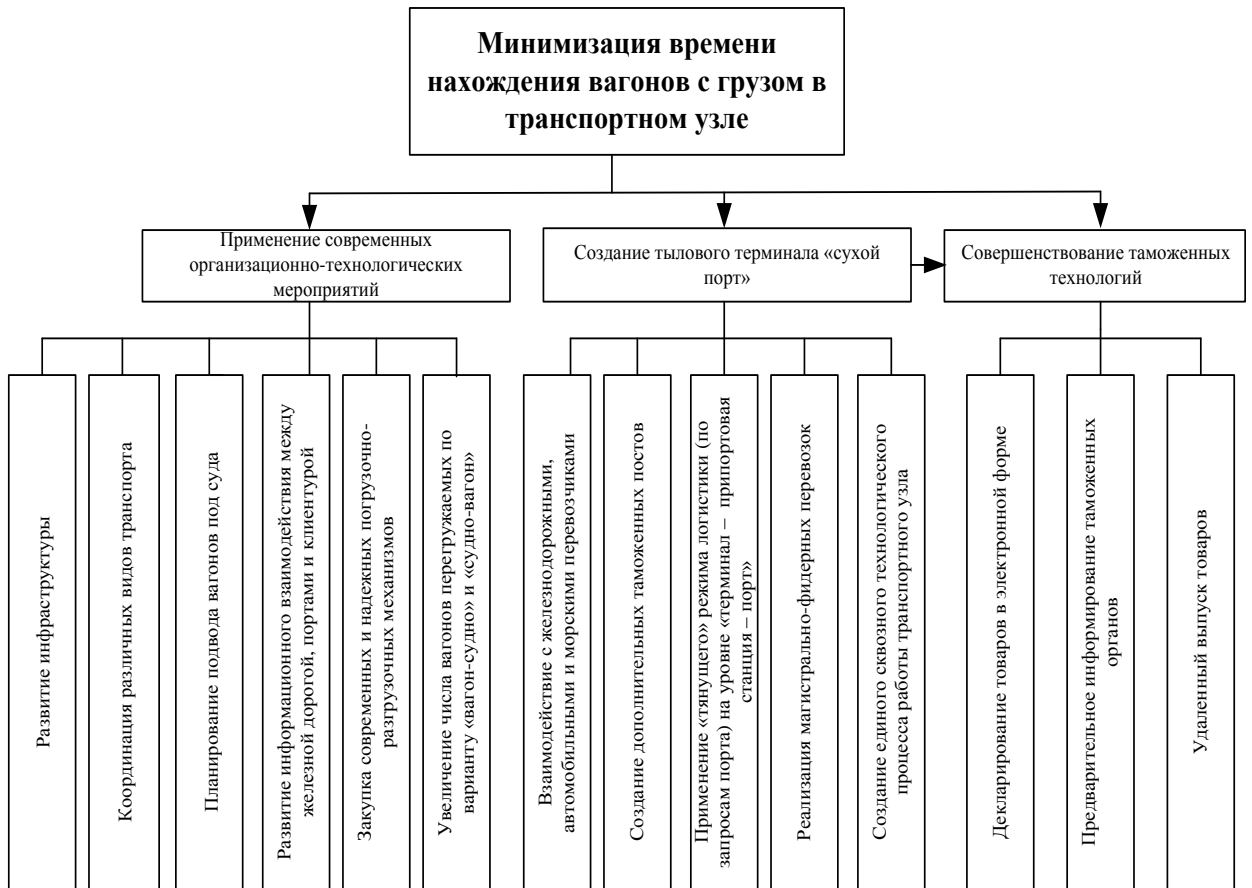 Минимизация времени
нахождения вагонов с грузом в
транспортном узле
Применение современных
организационно-технологических
мероприятий
Создание тылового терминала «сухой
порт»
Совершенствование таможенных
технологий
Развитие инфраструктуры
Координация различных видов транспорта
Планирование подвода вагонов под суда
Развитие информационного взаимодействия между
железной дорогой, портами и клиентурой
Закупка современных и надежных погрузочно-
разгрузочных механизмов
Увеличение числа вагонов перегружаемых по
варианту «вагон-судно» и «судно-вагон»
Взаимодействие с железнодорожными,
автомобильными и морскими перевозчиками
Создание дополнительных таможенных постов
Применение «тянущего» режима логистики (по
запросам порта) на уровне «терминал – припортовая
станция – порт»
Реализация магистрально-фидерных перевозок
Создание единого сквозного технологического
процесса работы транспортного узла
Декларирование товаров в электронной форме
Предварительное информирование таможенных
органов
Удаленный выпуск товаров